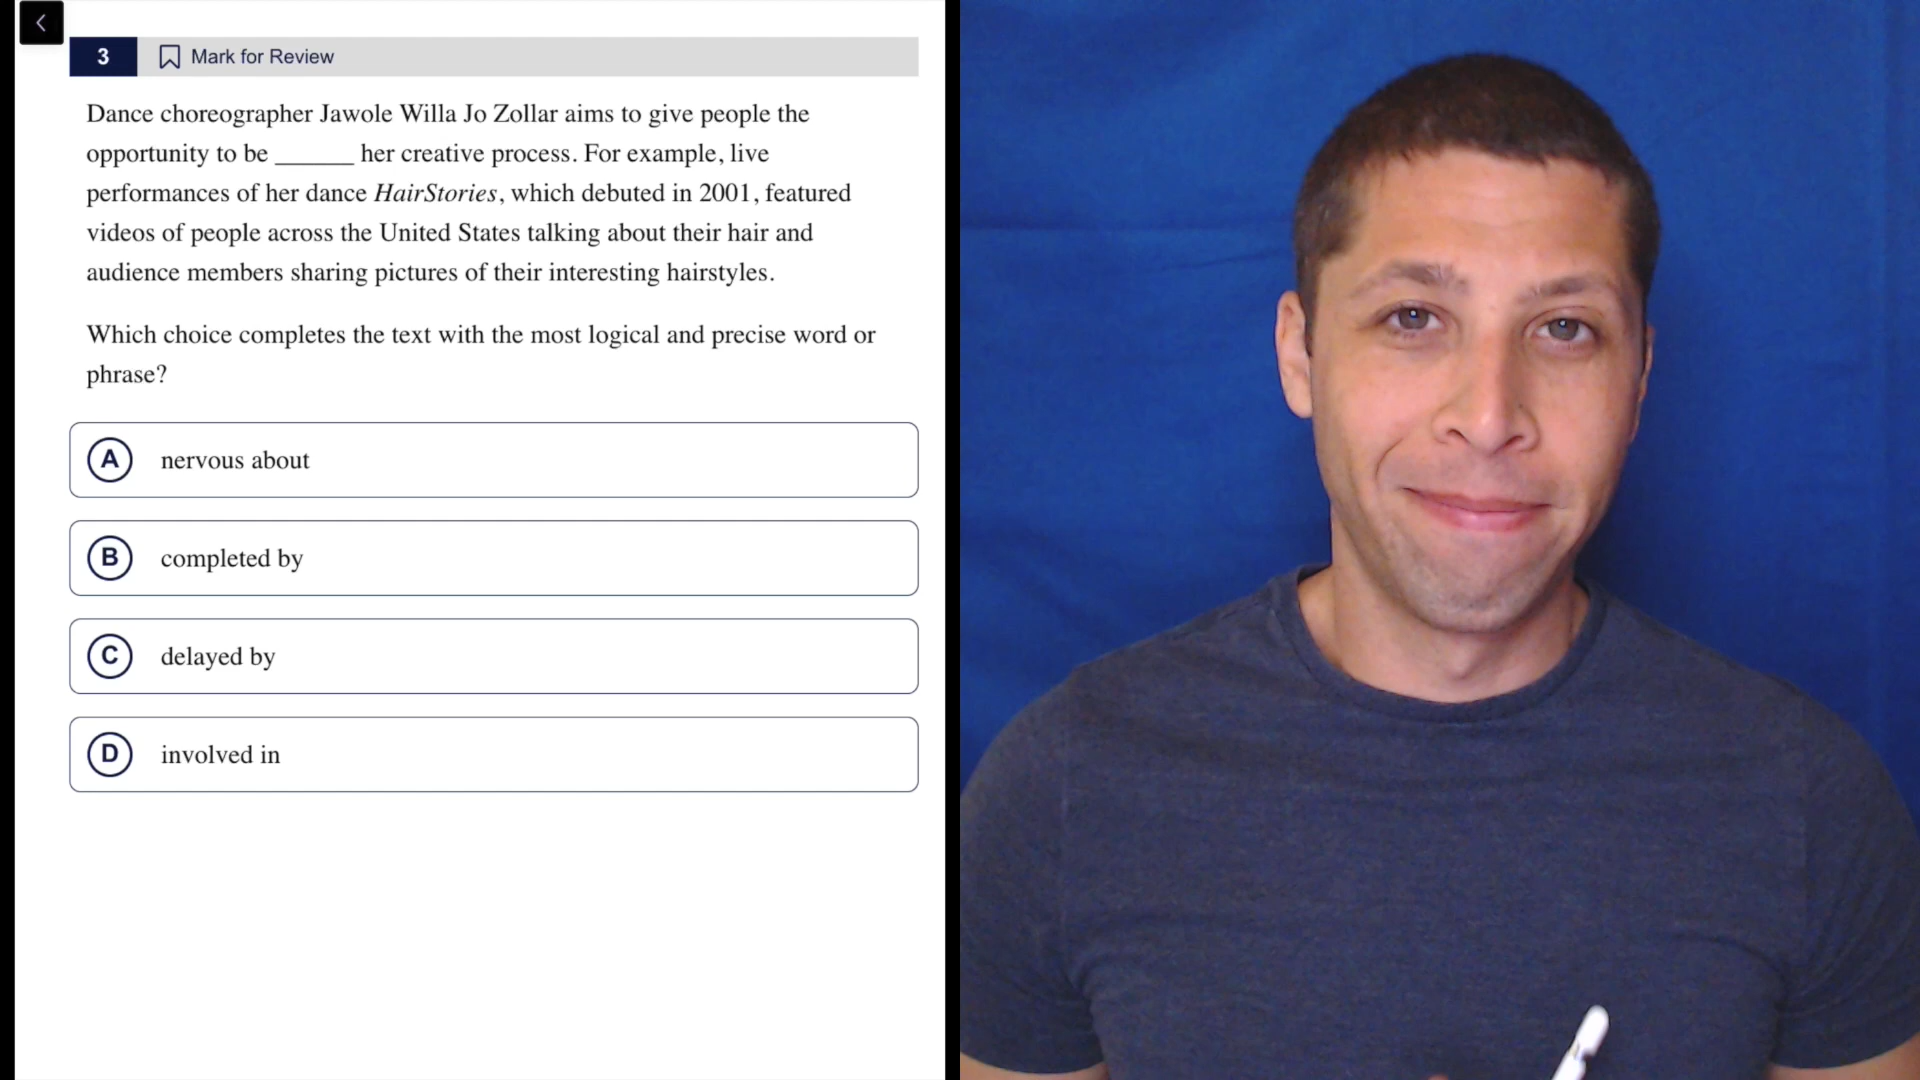 3 Mark for Review
Dance choreographer Jawole Willa Jo Zollar aims to give people the
opportunity to be ______ her creative process. For example, live
performances of her dance HairStories, which debuted in 2001, featured
videos of people across the United States talking about their hair and
audience members sharing pictures of their interesting hairstyles.
Which choice completes the text with the most logical and precise word or
phrase?
A nervous about
B completed by
C delayed by
D involved in